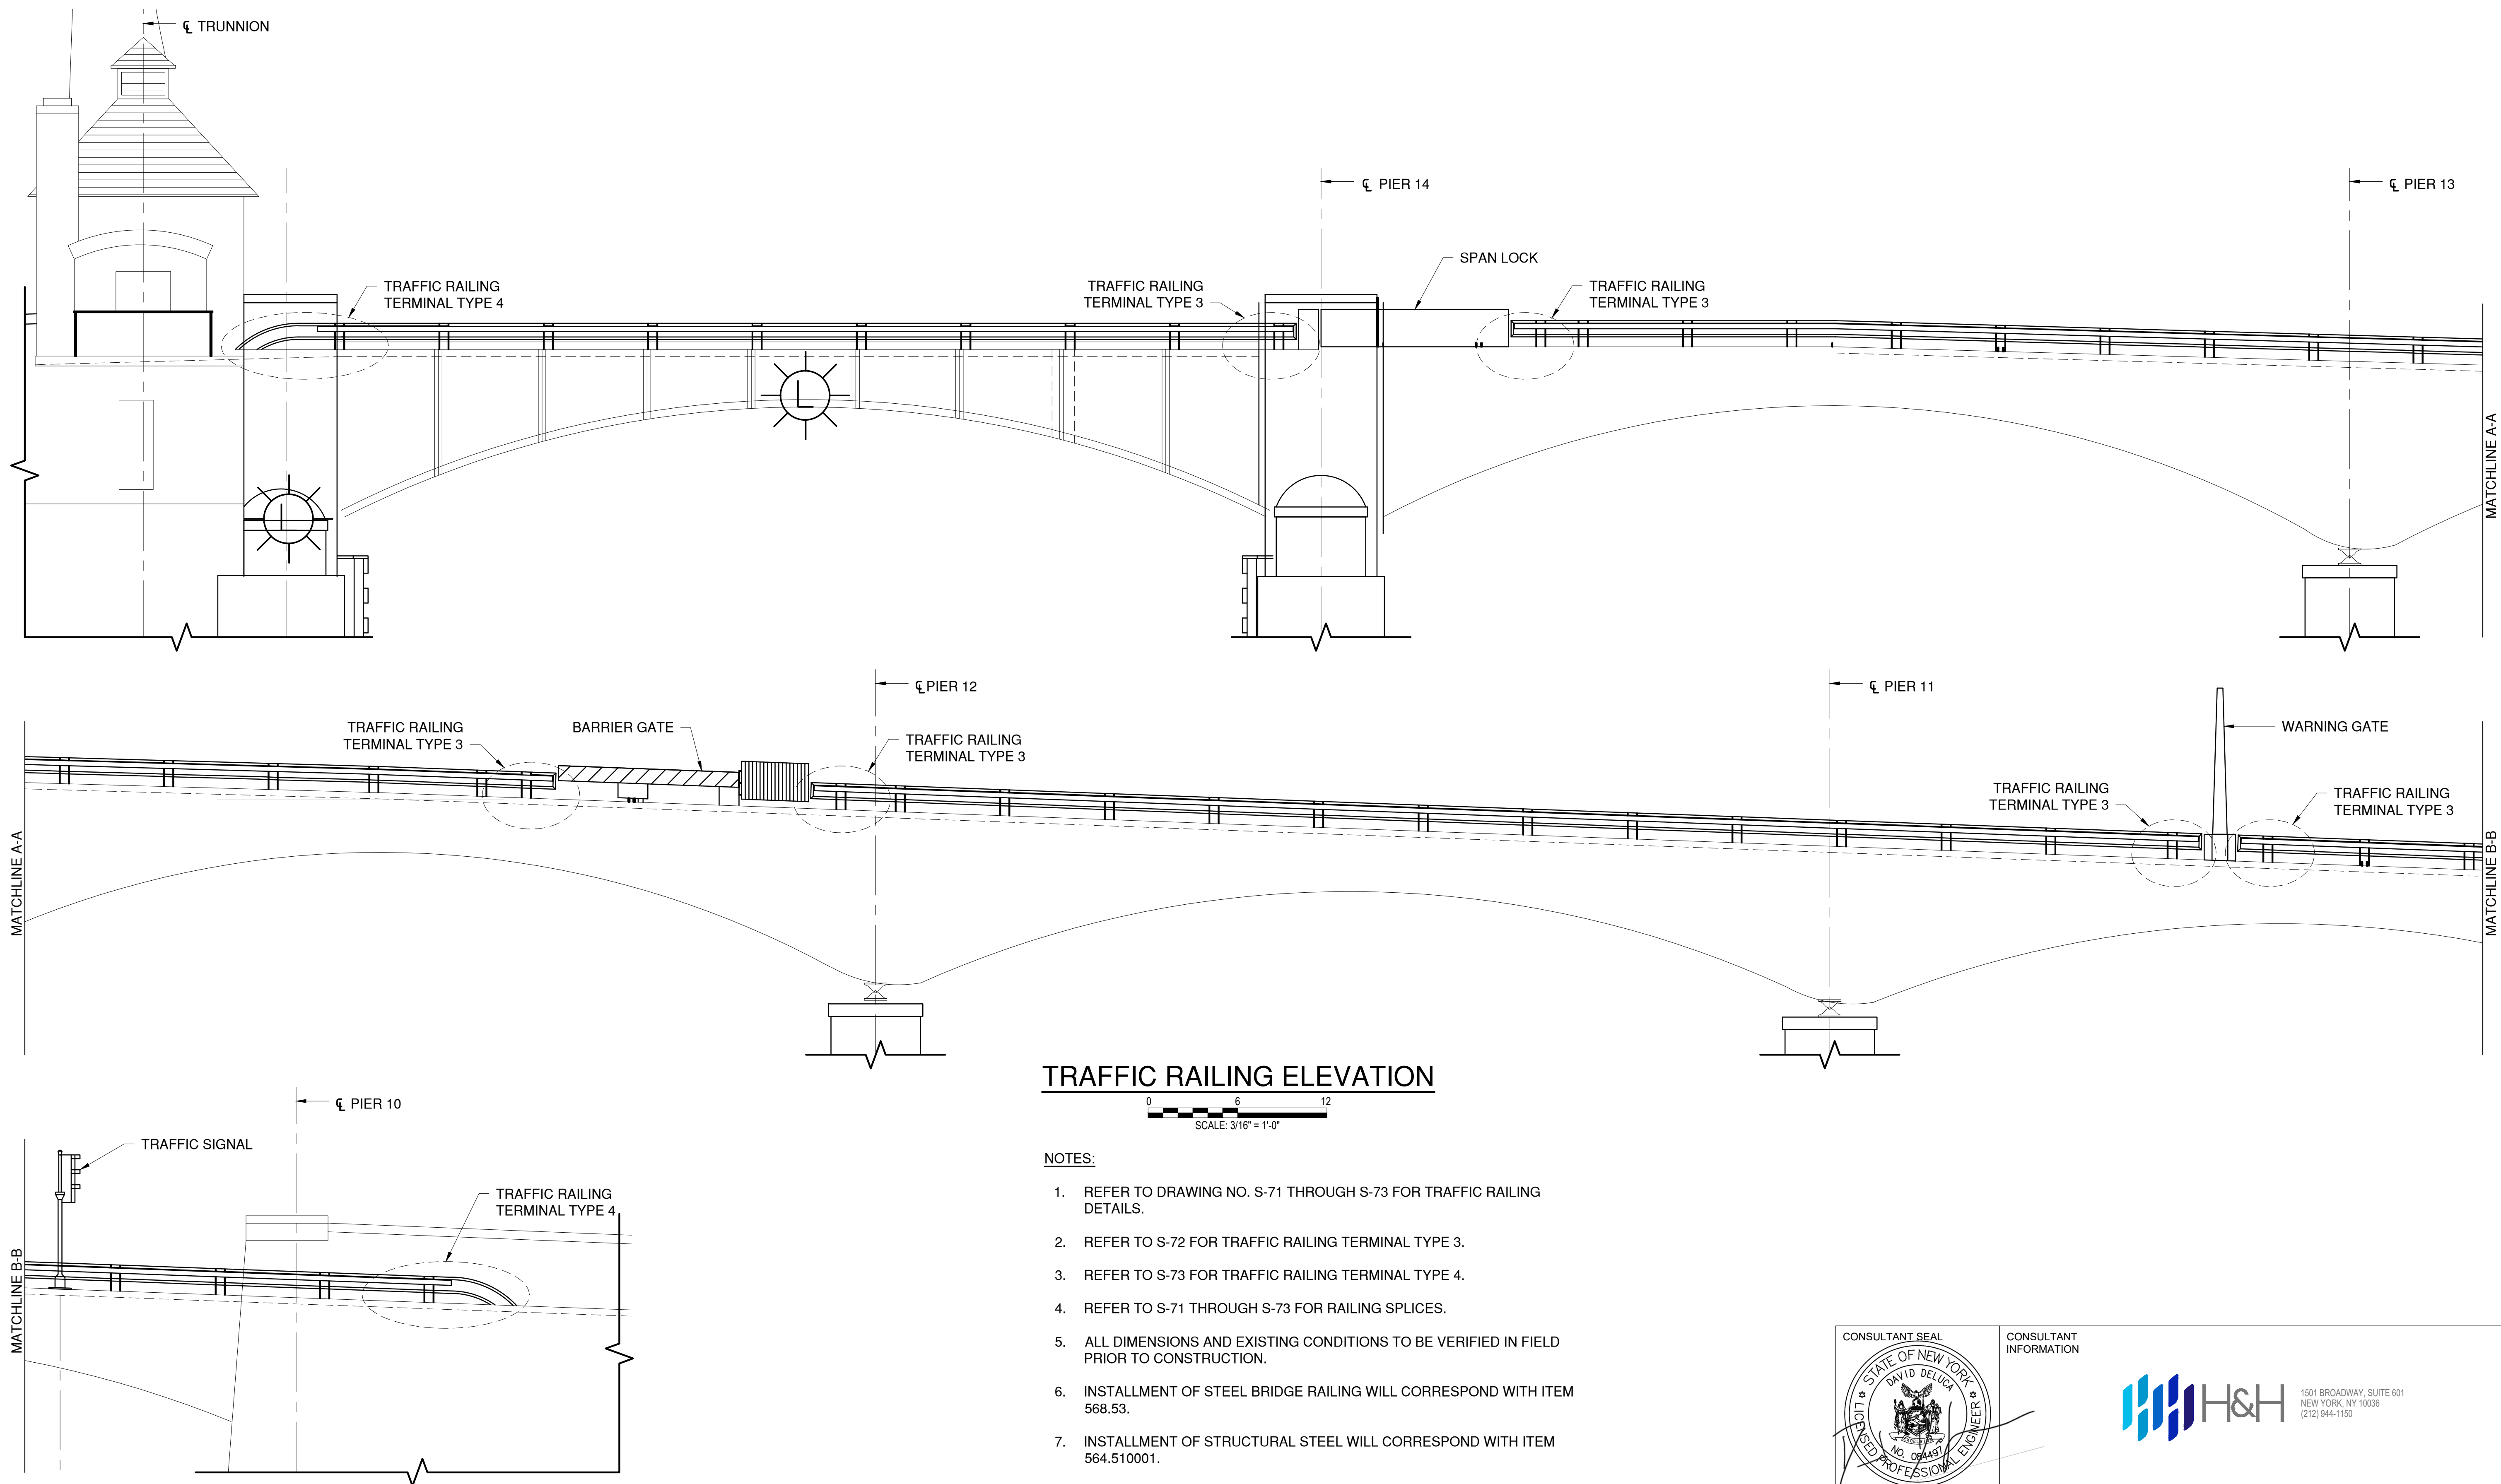 ℄ TRUNNION
℄ PIER 14
℄ PIER 13
SPAN LOCK
TRAFFIC RAILING
TERMINAL TYPE 4
TRAFFIC RAILING
TERMINAL TYPE 3
TRAFFIC RAILING
TERMINAL TYPE 3
L
L
MATCHLINE A-A
℄ PIER 12
℄ PIER 11
TRAFFIC RAILING
TERMINAL TYPE 3
BARRIER GATE
TRAFFIC RAILING
TERMINAL TYPE 3
WARNING GATE
TRAFFIC RAILING
TERMINAL TYPE 3
TRAFFIC RAILING
TERMINAL TYPE 3
MATCHLINE A-A
MATCHLINE B-B
TRAFFIC RAILING ELEVATION
0 6 12
SCALE: 3/16" = 1'-0"
℄ PIER 10
TRAFFIC SIGNAL
TRAFFIC RAILING
TERMINAL TYPE 4
MATCHLINE B-B
NOTES:
1. REFER TO DRAWING NO. S-71 THROUGH S-73 FOR TRAFFIC RAILING
DETAILS.
2. REFER TO S-72 FOR TRAFFIC RAILING TERMINAL TYPE 3.
3. REFER TO S-73 FOR TRAFFIC RAILING TERMINAL TYPE 4.
4. REFER TO S-71 THROUGH S-73 FOR RAILING SPLICES.
5. ALL DIMENSIONS AND EXISTING CONDITIONS TO BE VERIFIED IN FIELD
PRIOR TO CONSTRUCTION.
6. INSTALLMENT OF STEEL BRIDGE RAILING WILL CORRESPOND WITH ITEM
568.53.
7. INSTALLMENT OF STRUCTURAL STEEL WILL CORRESPOND WITH ITEM
564.510001.
CONSULTANT SEAL
STATE OF NEW YORK
DAVID DELUCA
NO. 084497
LICENSED PROFESSIONAL ENGINEER
CONSULTANT
INFORMATION
H&H
1501 BROADWAY, SUITE 601
NEW YORK, NY 10036
(212) 944-1150